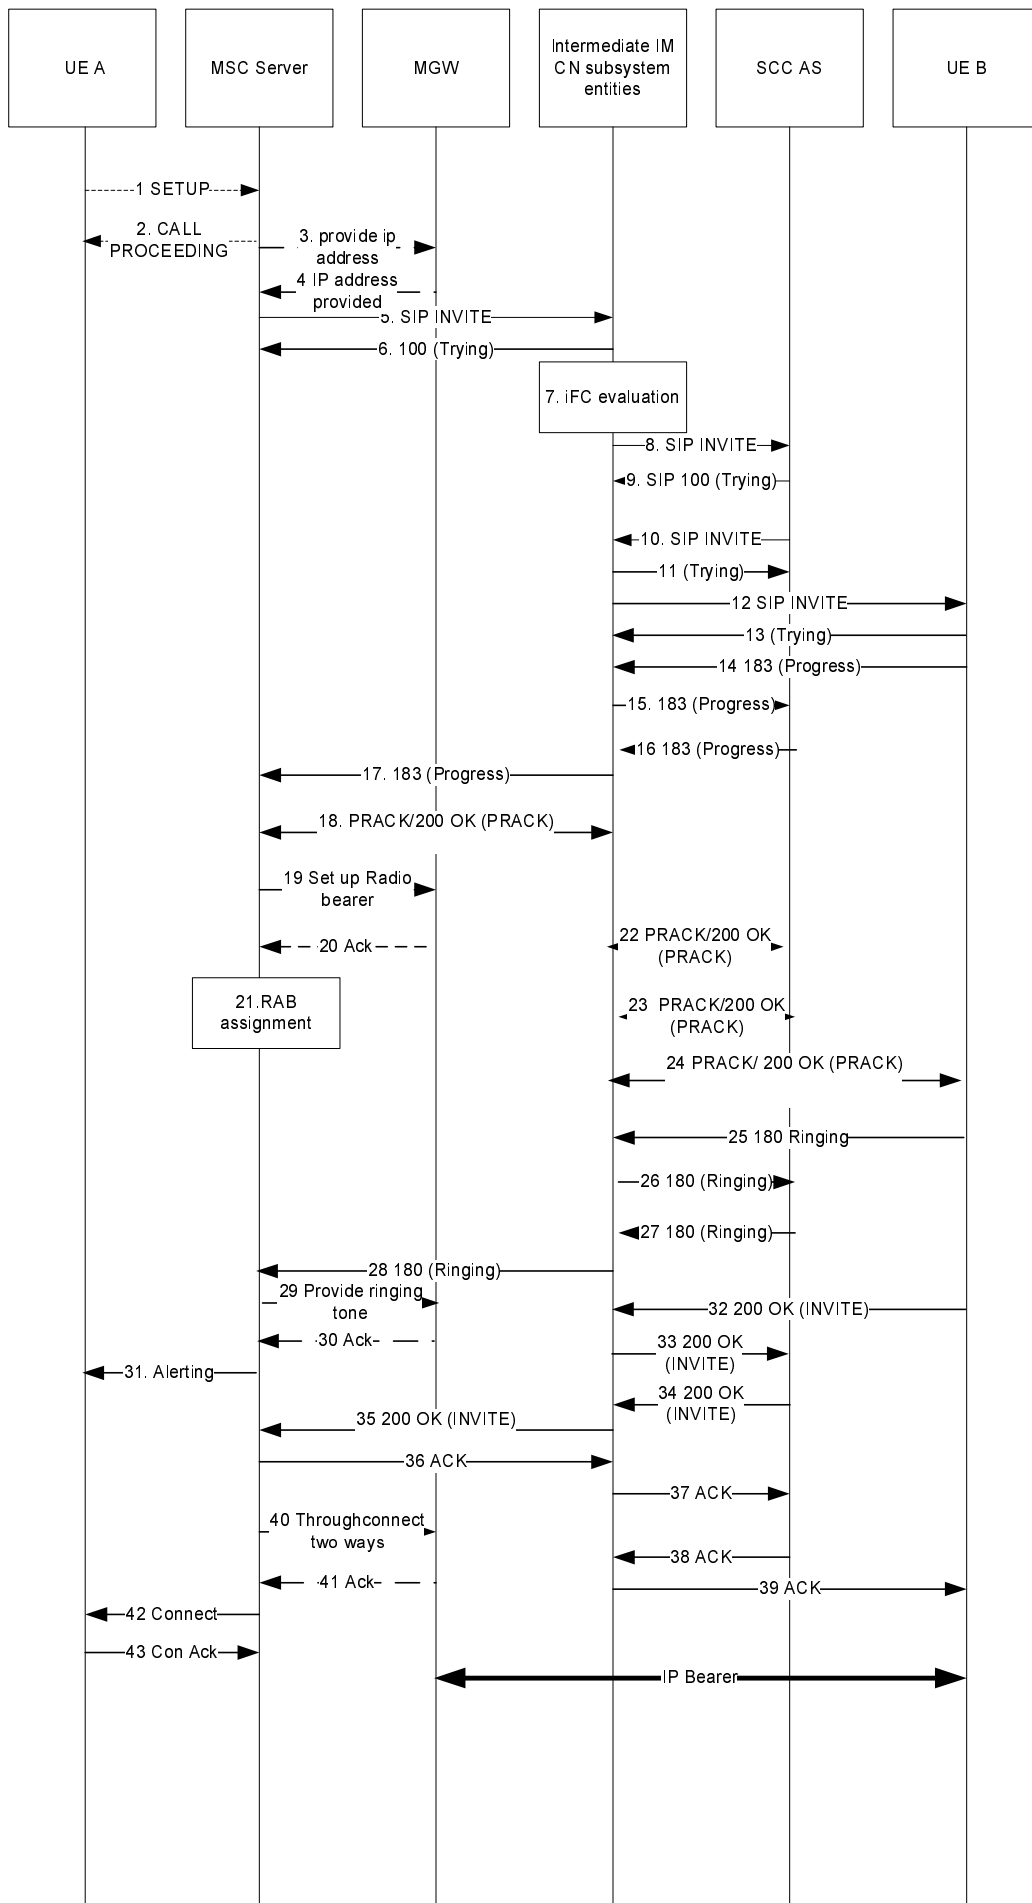 UE A
MSC Server
MGW
Intermediate IM
CN subsystem
entities
SCC AS
UE B
1 SETUP
2. CALL
PROCEEDING
3. provide ip
address
4 IP address
provided
5. SIP INVITE
6. 100 (Trying)
7. iFC evaluation
8. SIP INVITE
9. SIP 100 (Trying)
10. SIP INVITE
11 (Trying)
12 SIP INVITE
13 (Trying)
14 183 (Progress)
15. 183 (Progress)
16 183 (Progress)
17. 183 (Progress)
18. PRACK/200 OK (PRACK)
19 Set up Radio
bearer
20 Ack
22 PRACK/200 OK
(PRACK)
21.RAB
assignment
23 PRACK/200 OK
(PRACK)
24 PRACK/ 200 OK (PRACK)
25 180 Ringing
26 180 (Ringing)
27 180 (Ringing)
28 180 (Ringing)
29 Provide ringing
tone
32 200 OK (INVITE)
30 Ack
33 200 OK
(INVITE)
31. Alerting
34 200 OK
(INVITE)
35 200 OK (INVITE)
36 ACK
37 ACK
40 Throughconnect
two ways
38 ACK
41 Ack
39 ACK
42 Connect
43 Con Ack
IP Bearer